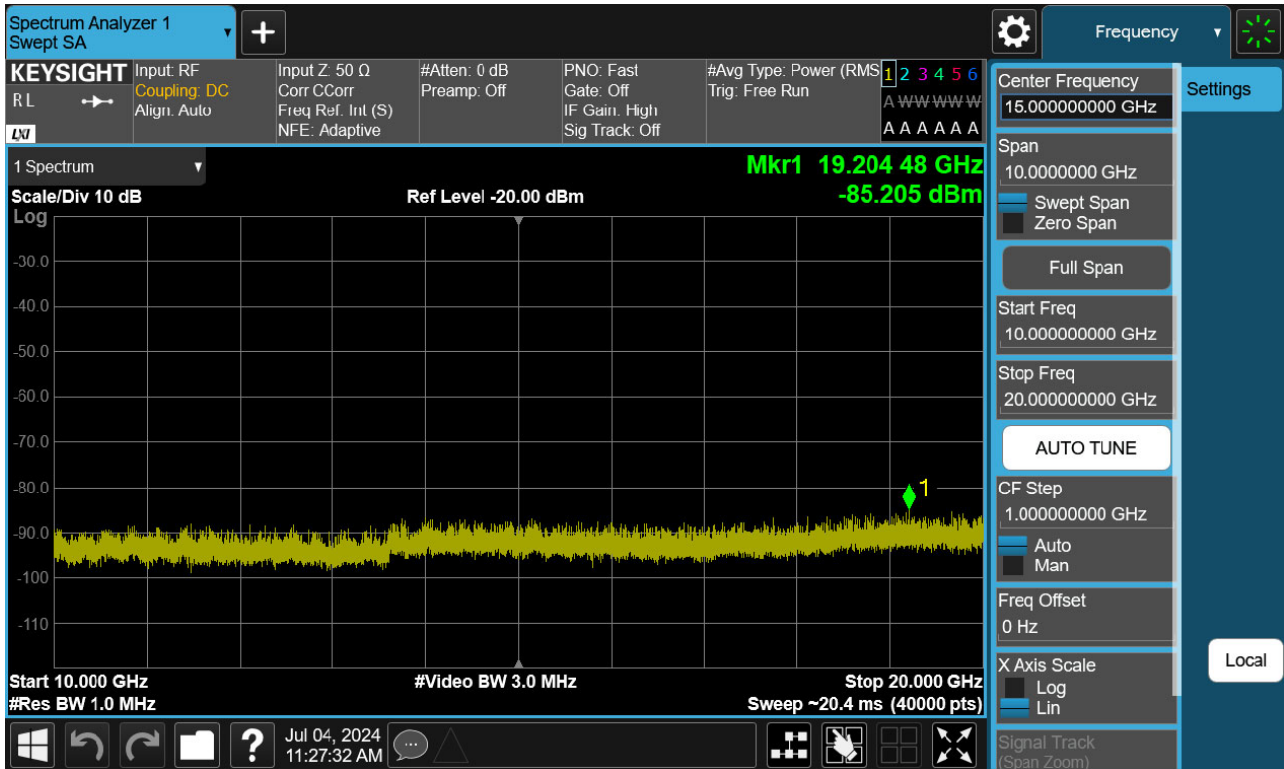 Spectrum Analyzer 1
Swept SA
+
Frequency
KEYSIGHT
R L
LXI
Input: RF
Coupling: DC
Align: Auto
Input Z: 50 Ω
Corr CCorr
Freq Ref: Int (S)
NFE: Adaptive
#Atten: 0 dB
Preamp: Off
PNO: Fast
Gate: Off
IF Gain: High
Sig Track: Off
#Avg Type: Power (RMS
Trig: Free Run
1 2 3 4 5 6
A W W W W W
A A A A A A
1 Spectrum
Scale/Div 10 dB
Log
Ref Level -20.00 dBm
Mkr1 19.204 48 GHz
-85.205 dBm
-30.0
-40.0
-50.0
-60.0
-70.0
-80.0
-90.0
-100
-110
1
Start 10.000 GHz
#Res BW 1.0 MHz
#Video BW 3.0 MHz
Stop 20.000 GHz
Sweep ~20.4 ms (40000 pts)
Center Frequency
15.000000000 GHz
Span
10.0000000 GHz
Swept Span
Zero Span
Full Span
Start Freq
10.000000000 GHz
Stop Freq
20.000000000 GHz
AUTO TUNE
CF Step
1.000000000 GHz
Auto
Man
Freq Offset
0 Hz
X Axis Scale
Log
Lin
Signal Track
(Span Zoom)
Settings
Local
?
Jul 04, 2024
11:27:32 AM